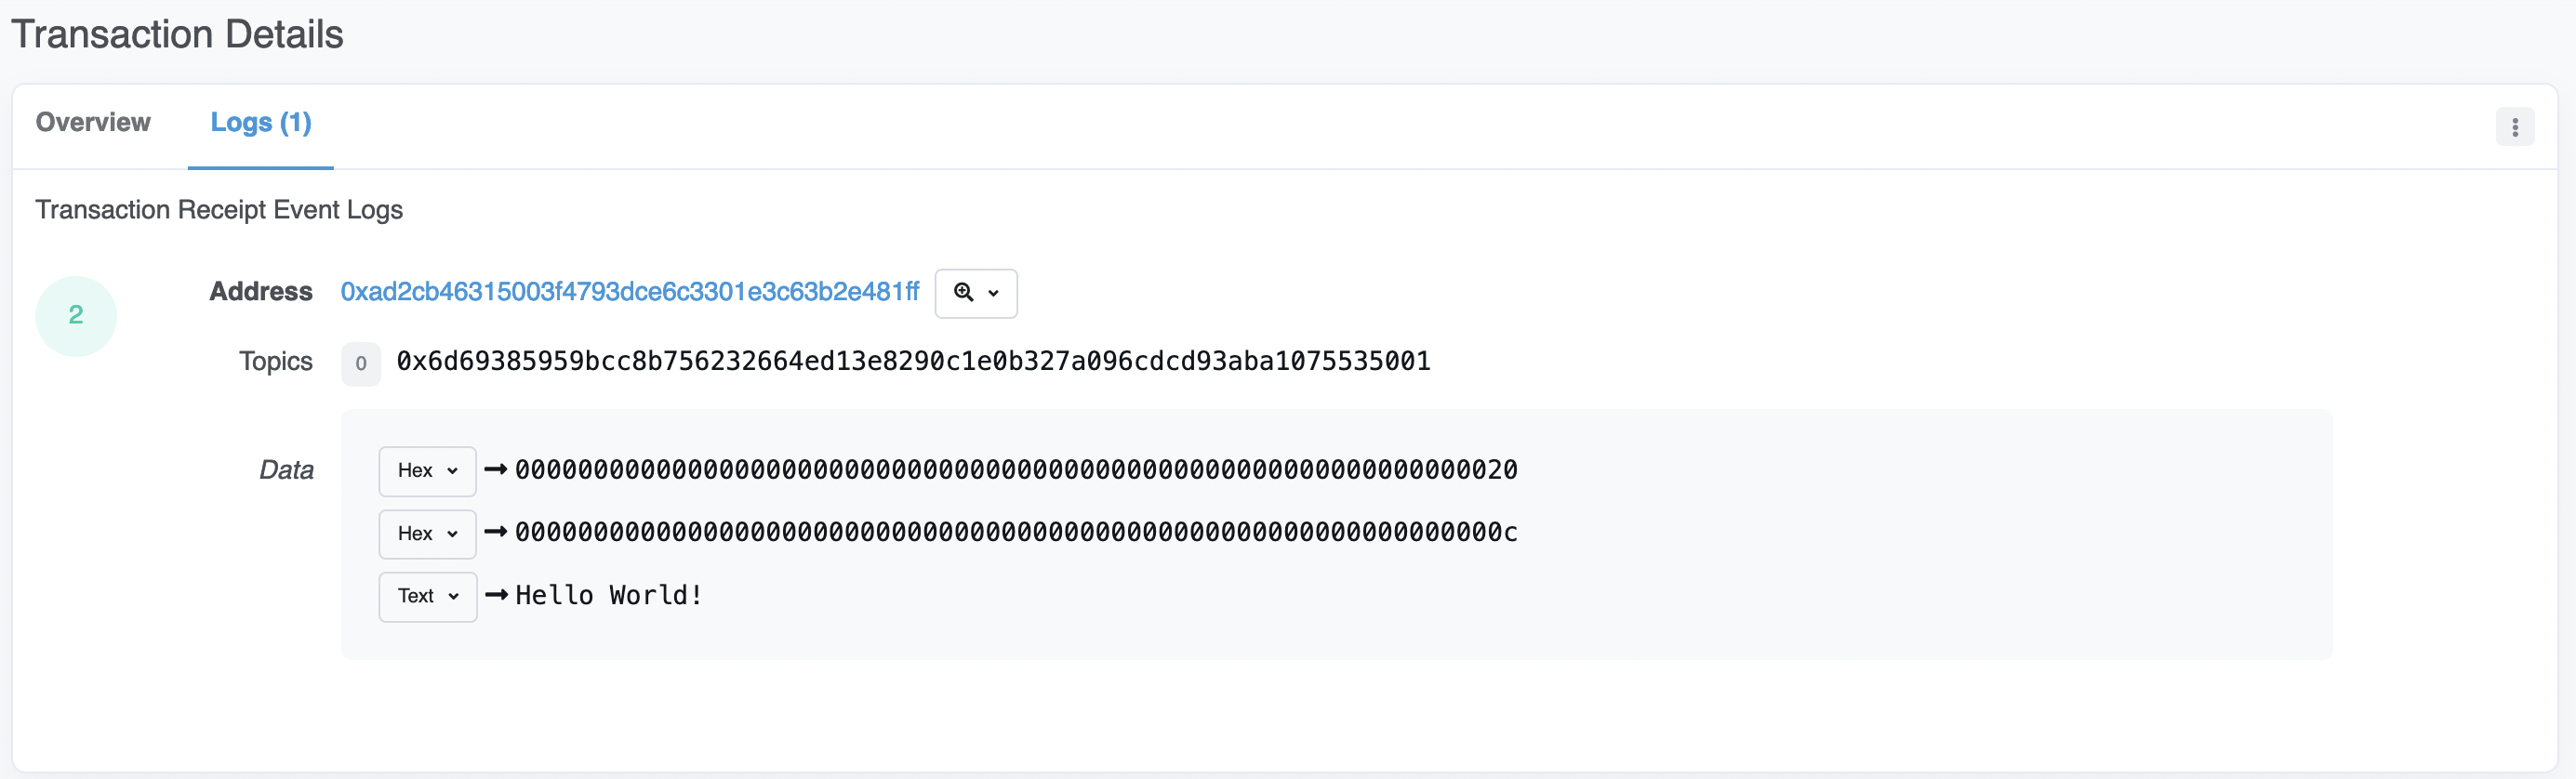 Transaction Details
Overview Logs (1)
Transaction Receipt Event Logs
2
Address 0xad2cb46315003f4793dce6c3301e3c63b2e481ff
Topics 0 0x6d69385959bcc8b756232664ed13e8290c1e0b327a096cdcd93aba1075535001
Data Hex 0000000000000000000000000000000000000000000000000000000000000020
Hex 000000000000000000000000000000000000000000000000000000000000000c
Text Hello World!